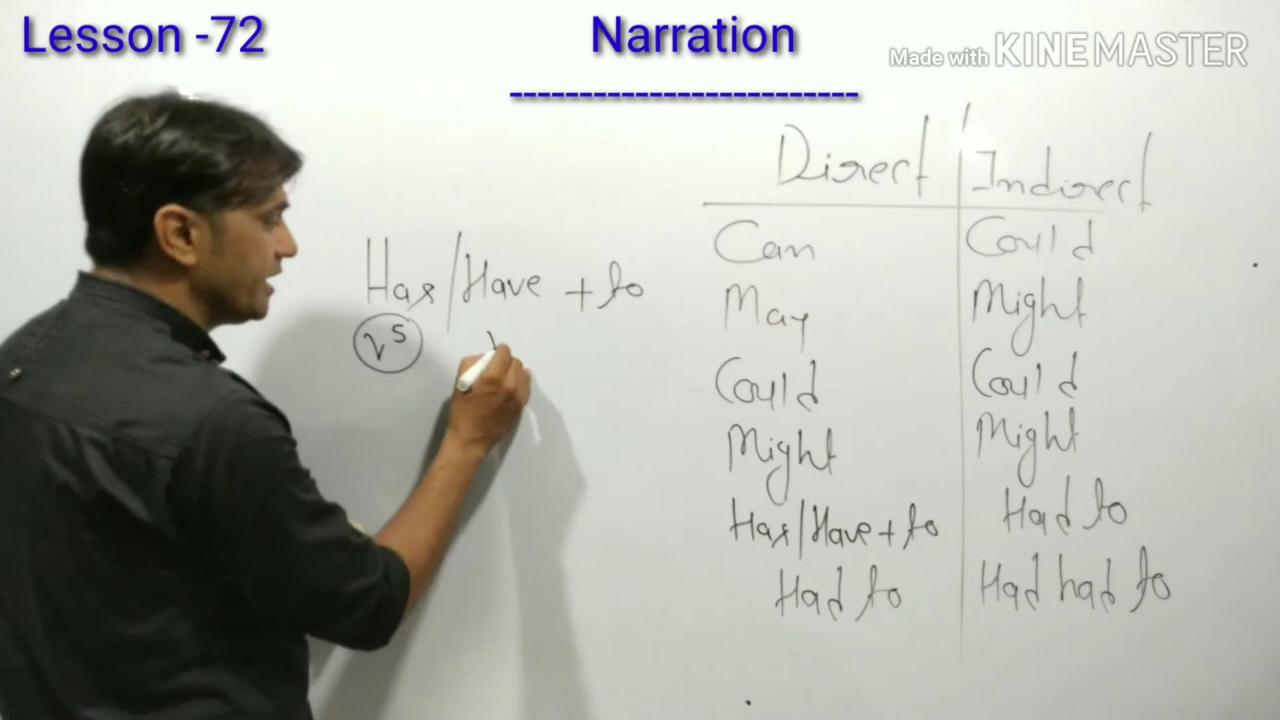 Lesson -72
Narration
Made with KINEMASTER
-------------------------
Direct | Indirect
Has/Have + to
V⁵
Can | Could
May | Might
Could | Could
Might | Might
Has/Have + to | Had to
Had to | Had had to